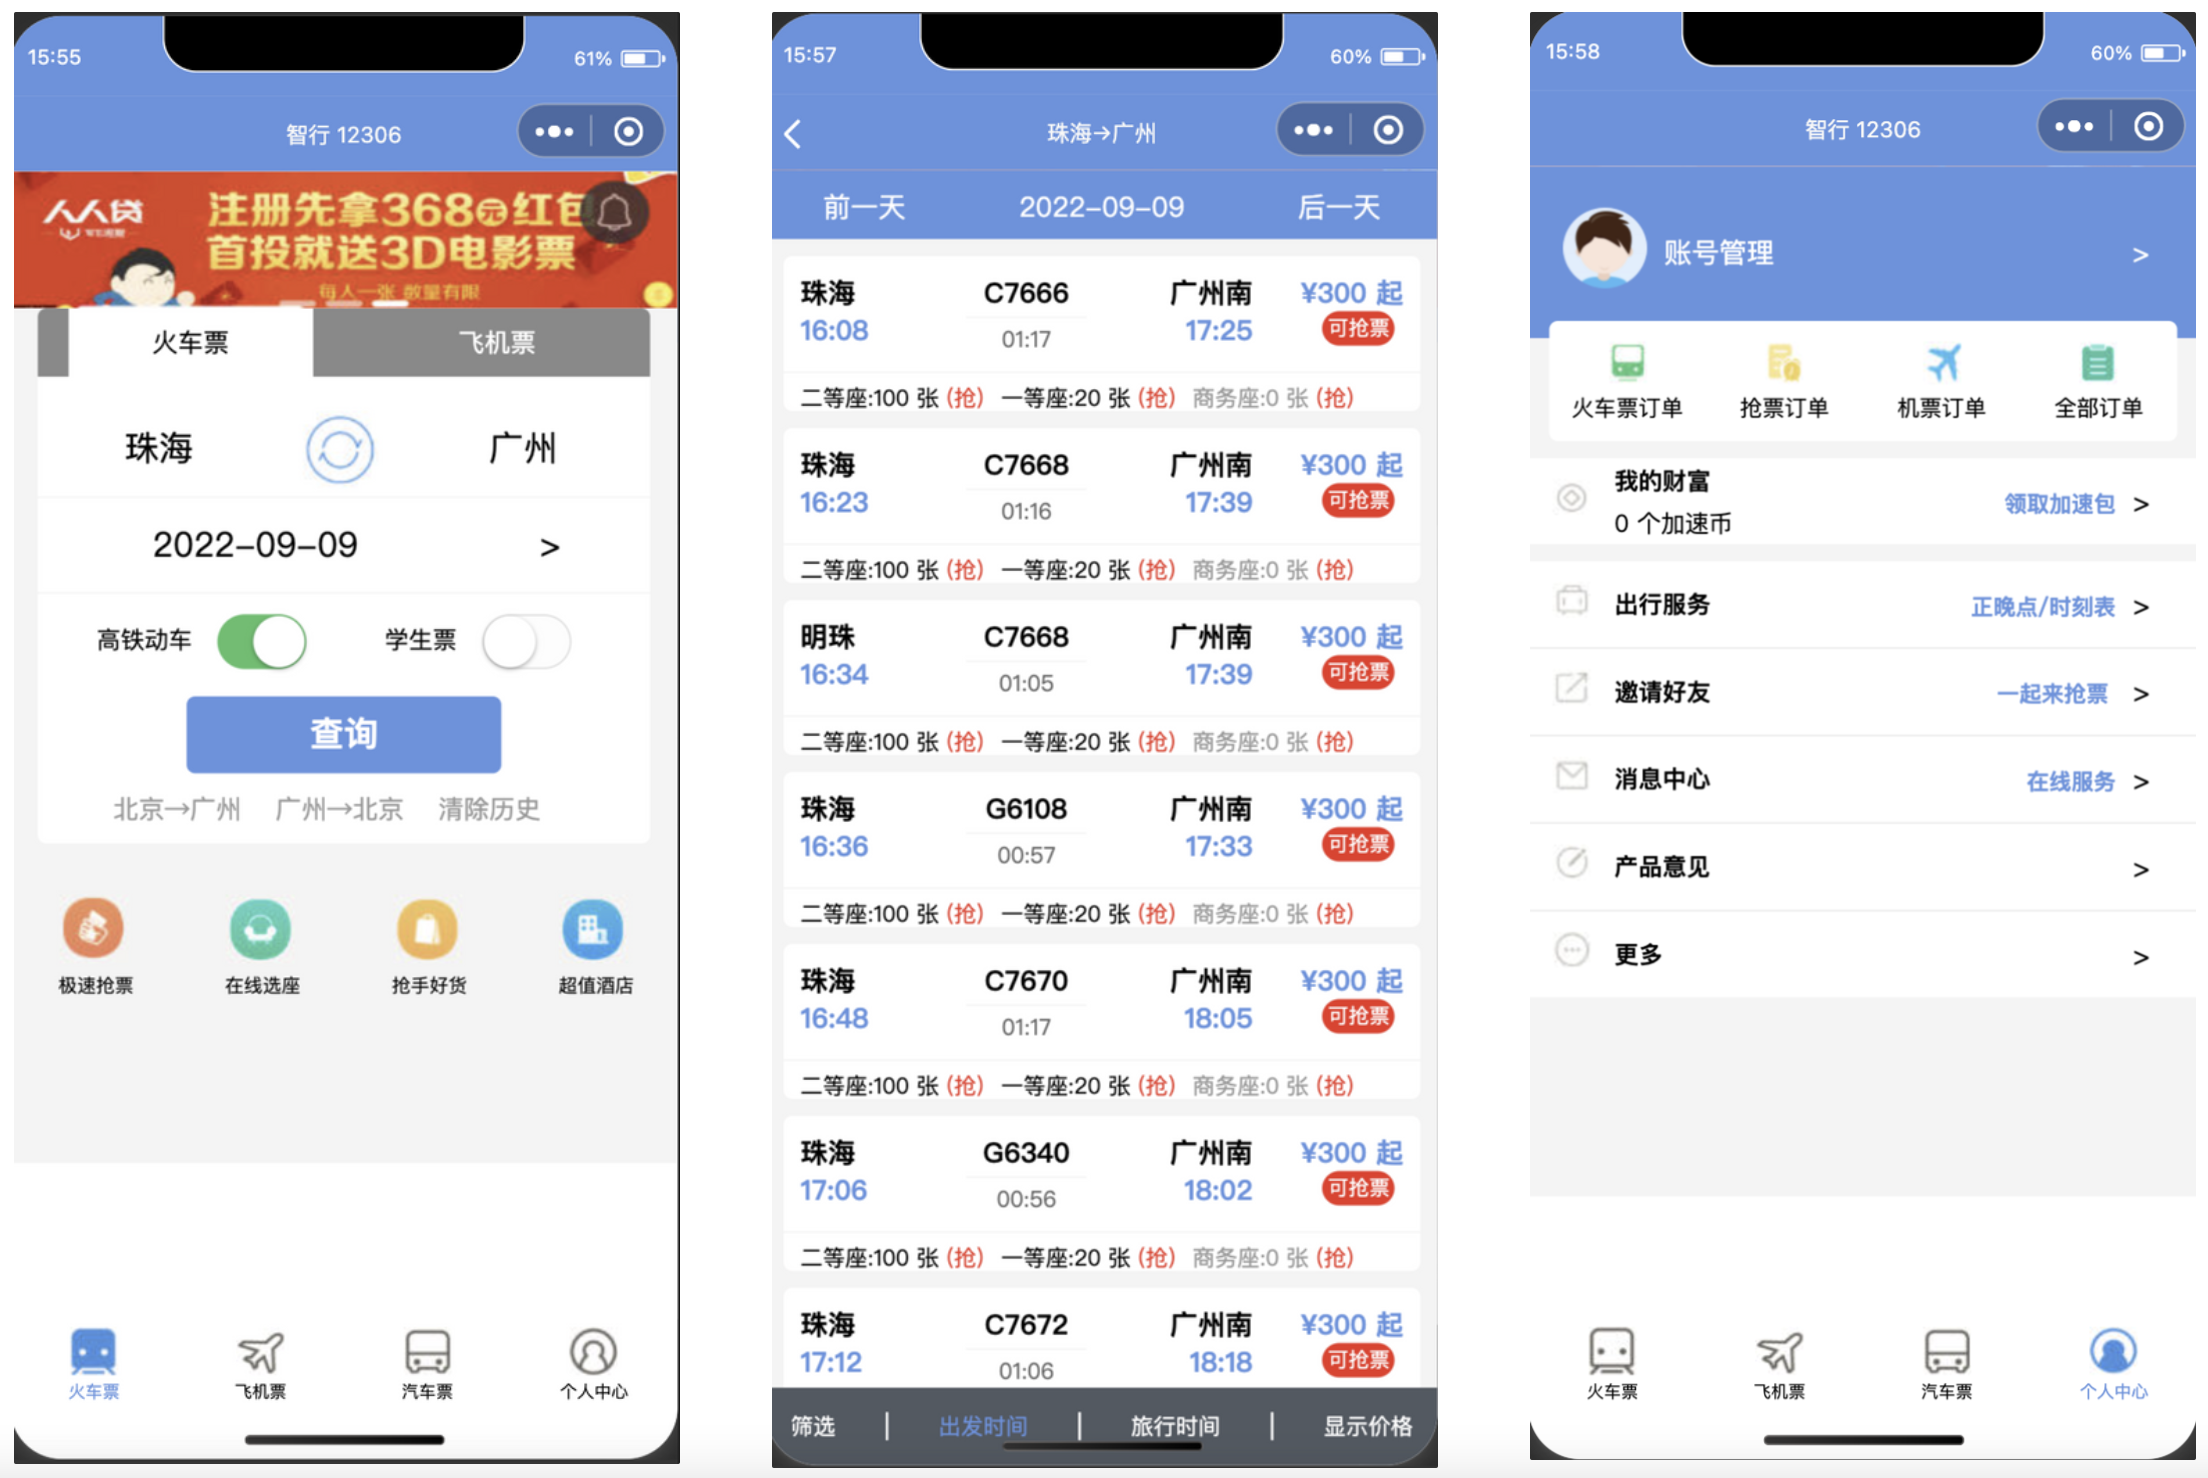 15:55
61%
智行 12306
人人贷
注册先拿368元红包
首投就送3D电影票
每人一张 数量有限
火车票 飞机票
珠海 广州
2022-09-09 >
高铁动车 学生票
查询
北京→广州 广州→北京 清除历史
极速抢票 在线选座 抢手好货 超值酒店
火车票 飞机票 汽车票 个人中心
15:57
60%
珠海→广州
前一天 2022-09-09 后一天
珠海 C7666 广州南 ¥300 起
16:08 01:17 17:25 可抢票
二等座:100 张 (抢) 一等座:20 张 (抢) 商务座:0 张 (抢)
珠海 C7668 广州南 ¥300 起
16:23 01:16 17:39 可抢票
二等座:100 张 (抢) 一等座:20 张 (抢) 商务座:0 张 (抢)
明珠 C7668 广州南 ¥300 起
16:34 01:05 17:39 可抢票
二等座:100 张 (抢) 一等座:20 张 (抢) 商务座:0 张 (抢)
珠海 G6108 广州南 ¥300 起
16:36 00:57 17:33 可抢票
二等座:100 张 (抢) 一等座:20 张 (抢) 商务座:0 张 (抢)
珠海 C7670 广州南 ¥300 起
16:48 01:17 18:05 可抢票
二等座:100 张 (抢) 一等座:20 张 (抢) 商务座:0 张 (抢)
珠海 G6340 广州南 ¥300 起
17:06 00:56 18:02 可抢票
二等座:100 张 (抢) 一等座:20 张 (抢) 商务座:0 张 (抢)
珠海 C7672 广州南 ¥300 起
17:12 01:06 18:18 可抢票
筛选 | 出发时间 | 旅行时间 | 显示价格
15:58
60%
智行 12306
账号管理 >
火车票订单 抢票订单 机票订单 全部订单
我的财富
0 个加速币
领取加速包 >
出行服务 正晚点/时刻表 >
邀请好友 一起来抢票 >
消息中心 在线服务 >
产品意见 >
更多 >
火车票 飞机票 汽车票 个人中心